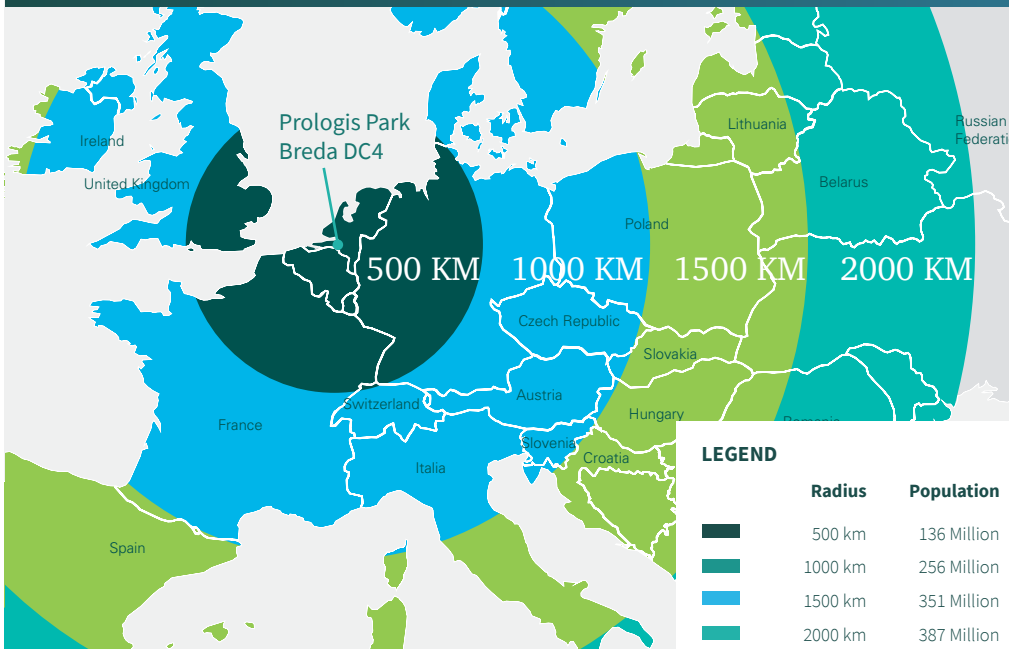 Ireland
United Kingdom
Prologis Park
Breda DC4
Lithuania
Russian
Belarus
Poland
500 KM
1000 KM
1500 KM
2000 KM
Czech Republic
Slovakia
Switzerland
Austria
France
Hungary
Slovenia
Croatia
Italia
Spain
LEGEND
Radius Population
500 km 136 Million
1000 km 256 Million
1500 km 351 Million
2000 km 387 Million